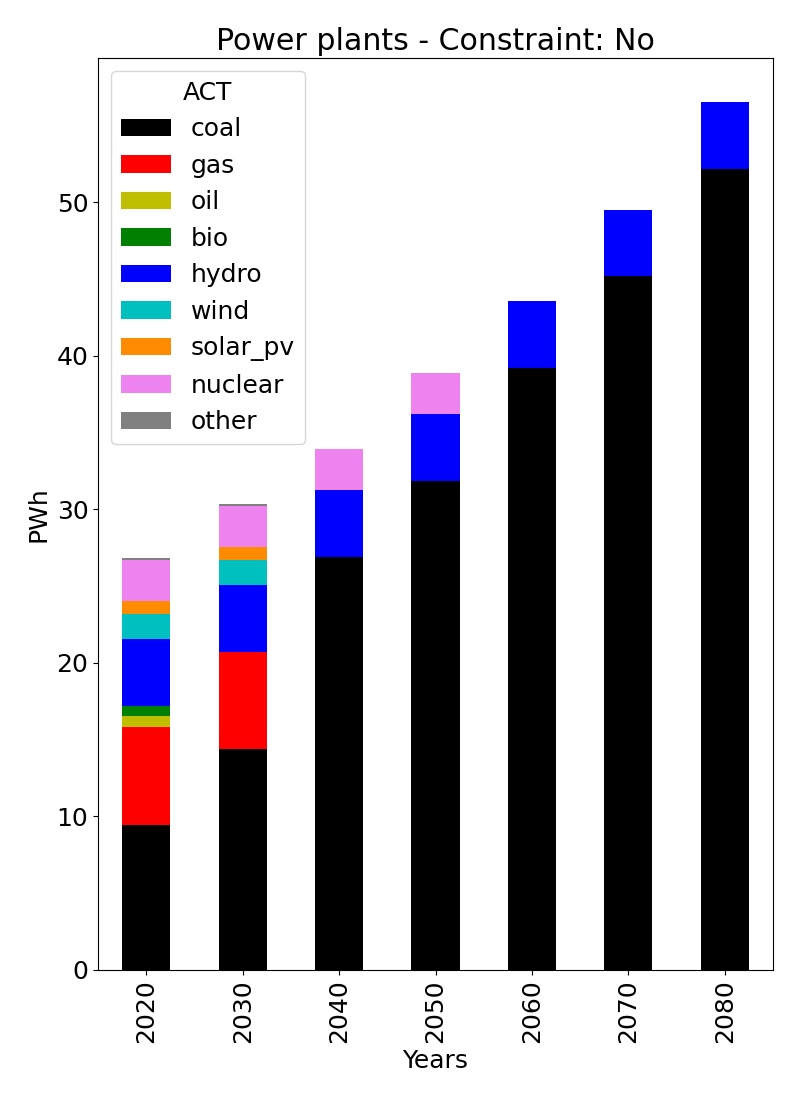 Power plants - Constraint: No
ACT
coal
gas
oil
bio
hydro
wind
solar_pv
nuclear
other
PWh
50
40
30
20
10
0
2020
2030
2040
2050
2060
2070
2080
Years